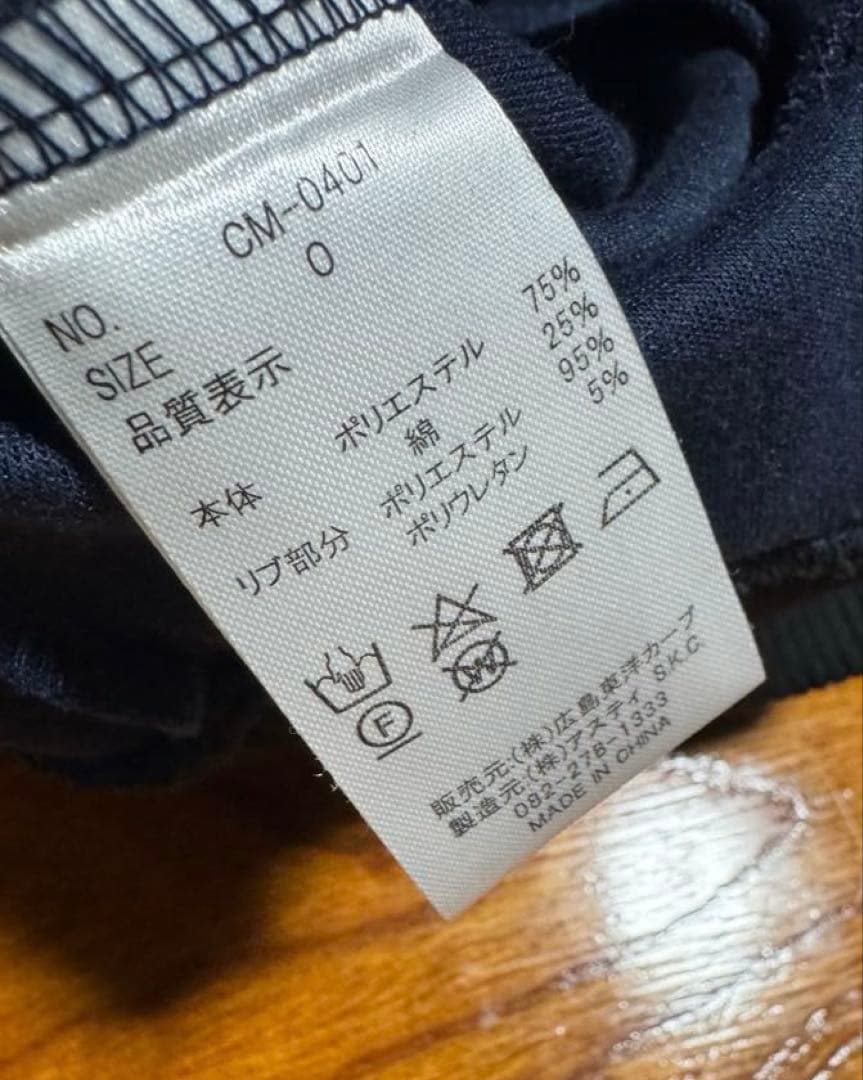 NO. CM-0401
SIZE 0
品質表示
本体 ポリエステル 75%
綿 25%
リブ部分 ポリエステル 95%
ポリウレタン 5%
F
W
販売元:(株)広島東洋カープ
製造元:(株)アスティ S.K.C.
082-278-1333
MADE IN CHINA